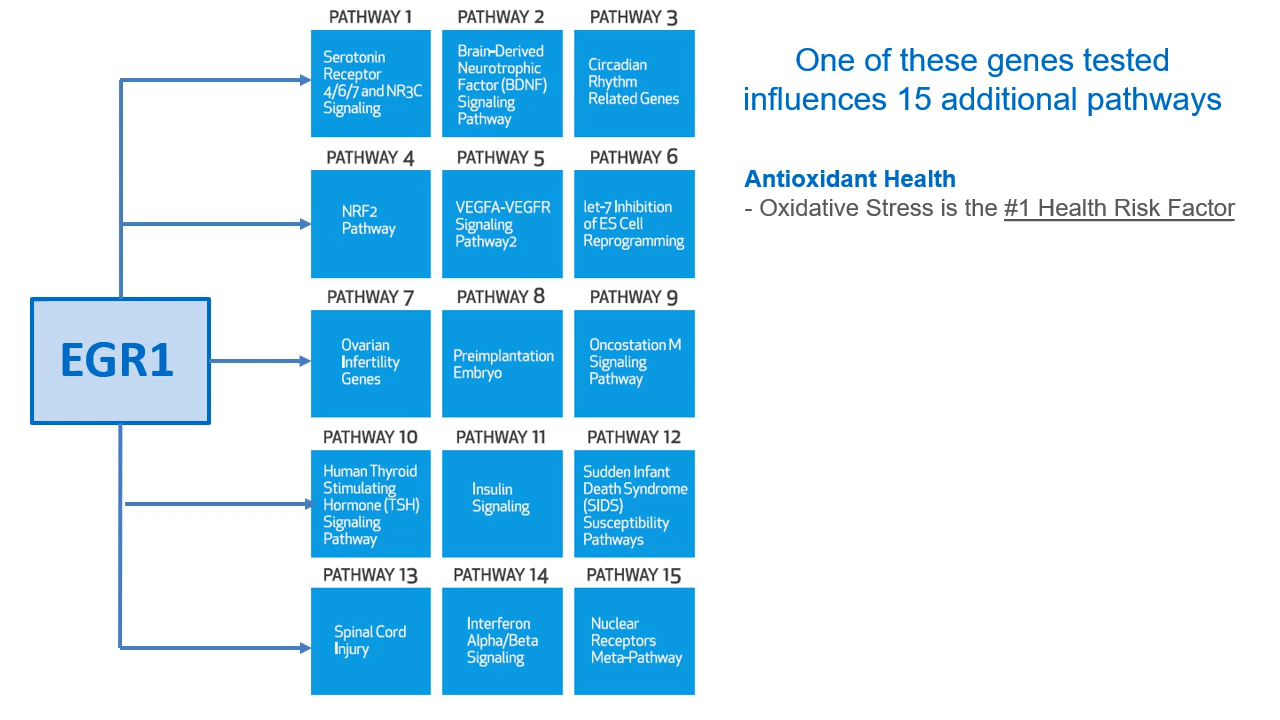 PATHWAY 1
Serotonin
Receptor
4/6/7 and NR3C
Signaling
PATHWAY 2
Brain-Derived
Neurotrophic
Factor (BDNF)
Signaling
Pathway
PATHWAY 3
Circadian
Rhythm
Related Genes
One of these genes tested
influences 15 additional pathways
Antioxidant Health
- Oxidative Stress is the #1 Health Risk Factor
PATHWAY 4
NRF2
Pathway
PATHWAY 5
VEGFA-VEGFR
Signaling
Pathway2
PATHWAY 6
let-7 Inhibition
of ES Cell
Reprogramming
EGR1
PATHWAY 7
Ovarian
Infertility
Genes
PATHWAY 8
Preimplantation
Embryo
PATHWAY 9
Oncostation M
Signaling
Pathway
PATHWAY 10
Human Thyroid
Stimulating
Hormone (TSH)
Signaling
Pathway
PATHWAY 11
Insulin
Signaling
PATHWAY 12
Sudden Infant
Death Syndrome
(SIDS)
Susceptibility
Pathways
PATHWAY 13
Spinal Cord
Injury
PATHWAY 14
Interferon
Alpha/Beta
Signaling
PATHWAY 15
Nuclear
Receptors
Meta-Pathway